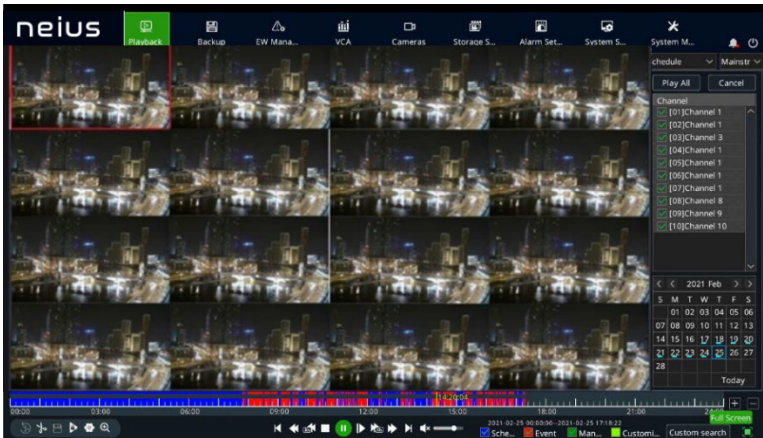 neius
Playback
Backup
EW Mana...
VCA
Cameras
Storage S...
Alarm Set...
System S...
System M...
chedule
Mainstr
Play All
Cancel
Channel
[01]Channel 1
[02]Channel 1
[03]Channel 3
[04]Channel 1
[05]Channel 1
[06]Channel 1
[07]Channel 1
[08]Channel 8
[09]Channel 9
[10]Channel 10
2021 Feb
S M T W T F S
01 02 03 04 05 06
07 08 09 10 11 12 13
14 15 16 17 18 19 20
21 22 23 24 25 26 27
28
Today
14:20:04
00:00 03:00 06:00 09:00 12:00 15:00 18:00 21:00
Full Screen
2021-02-25 00:00:00--2021-02-25 17:18:22
Sche... Event Man... Customi...
Custom search